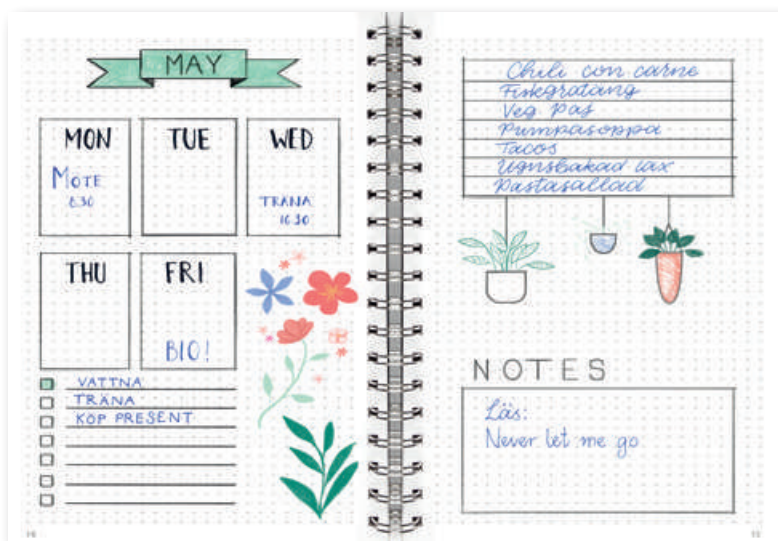 MAY
MON
TUE
WED
MÖTE
8.30
TRÄNA
16.30
THU
FRI
BIO!
VATTNA
TRÄNA
KÖP PRESENT
Chili con carne
Fiskgratäng
Veg. Paj
Pumpasoppa
Tacos
Ugnsbakad lax
Pastasallad
NOTES
Läs:
Never let me go